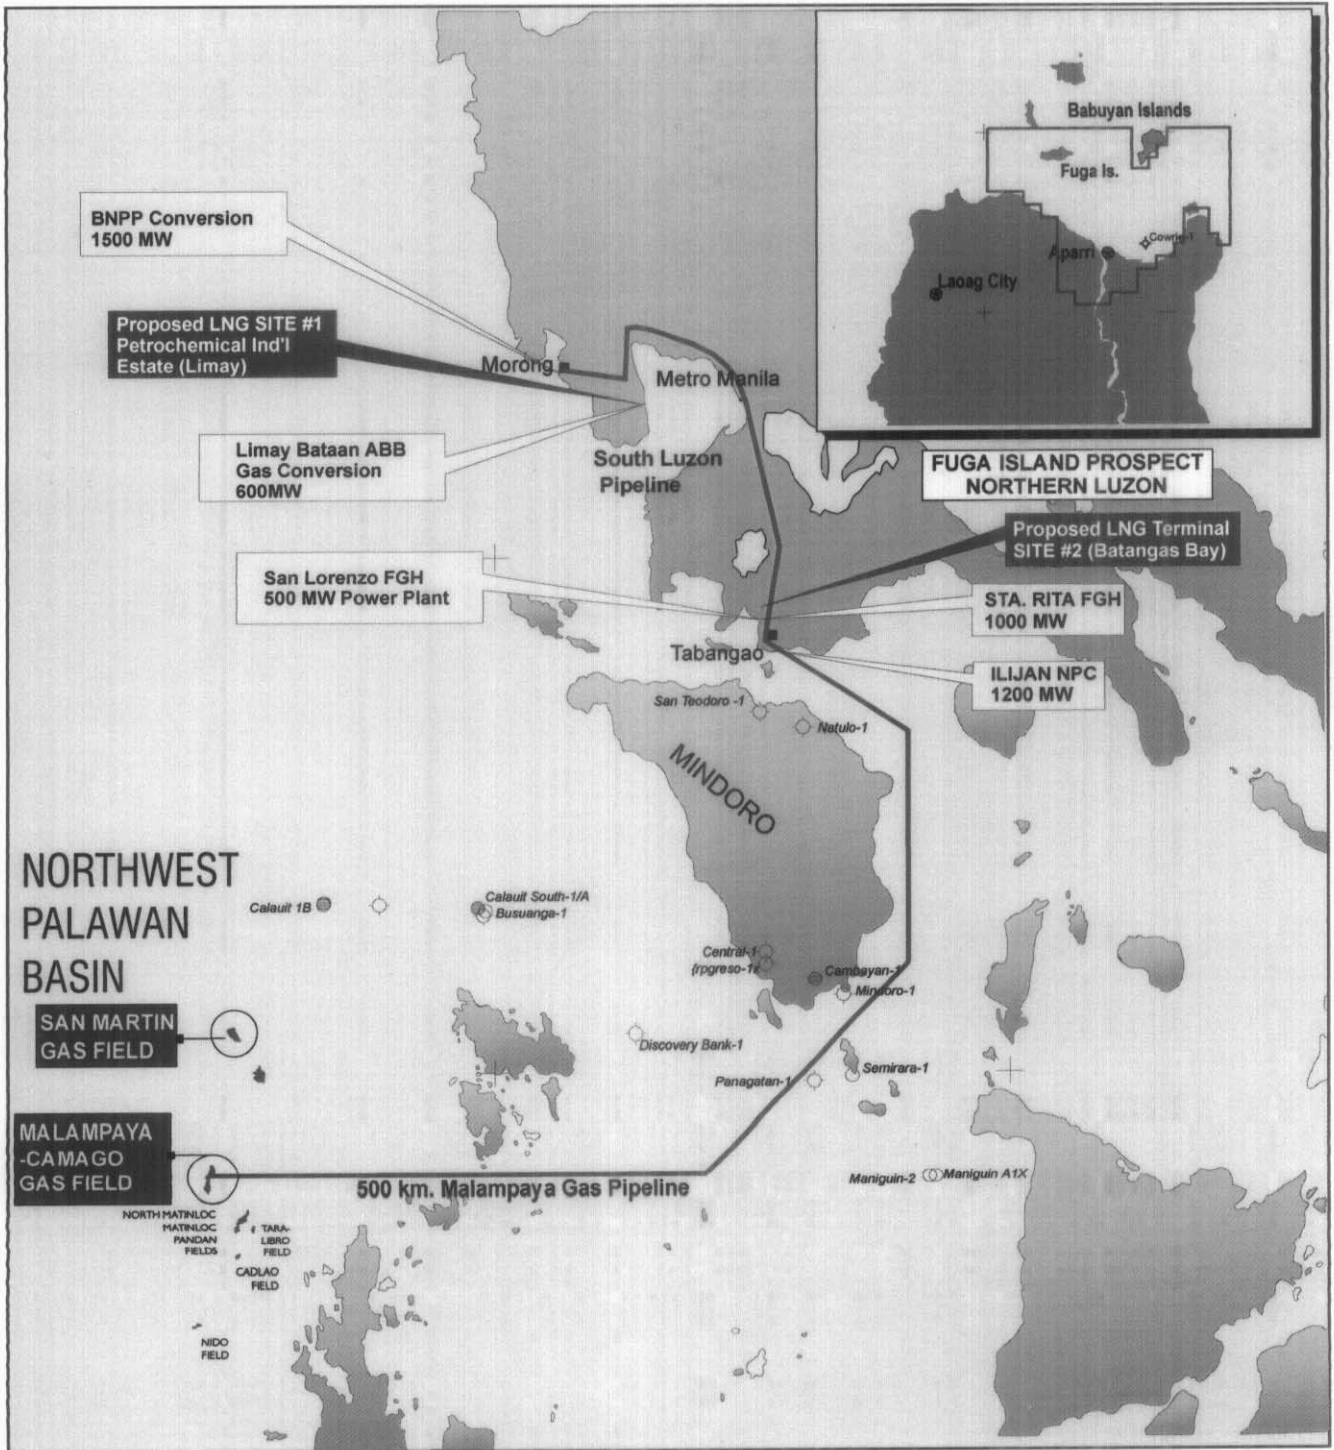 Babuyan Islands
Fuga Is.
Cowrie-1
Aparri
Laoag City
FUGA ISLAND PROSPECT
NORTHERN LUZON
BNPP Conversion
1500 MW
Proposed LNG SITE #1
Petrochemical Ind'l
Estate (Limay)
Morong
Metro Manila
Limay Bataan ABB
Gas Conversion
600MW
South Luzon
Pipeline
Proposed LNG Terminal
SITE #2 (Batangas Bay)
San Lorenzo FGH
500 MW Power Plant
STA. RITA FGH
1000 MW
Tabangao
ILIJAN NPC
1200 MW
San Teodoro -1
Natulo-1
MINDORO
NORTHWEST
PALAWAN
BASIN
Calauit 1B
Calauit South-1/A
Busuanga-1
Central-1
Cambayan-1
Mindoro-1
SAN MARTIN
GAS FIELD
Discovery Bank-1
Panagatan-1
Semirara-1
MALAMPAYA
-CAMAGO
GAS FIELD
500 km. Malampaya Gas Pipeline
Maniguin-2
Maniguin A1X
NORTH MATINLOC
MATINLOC
PANDAN
FIELDS
TARA-
LIBRO
FIELD
CADLAO
FIELD
NIDO
FIELD